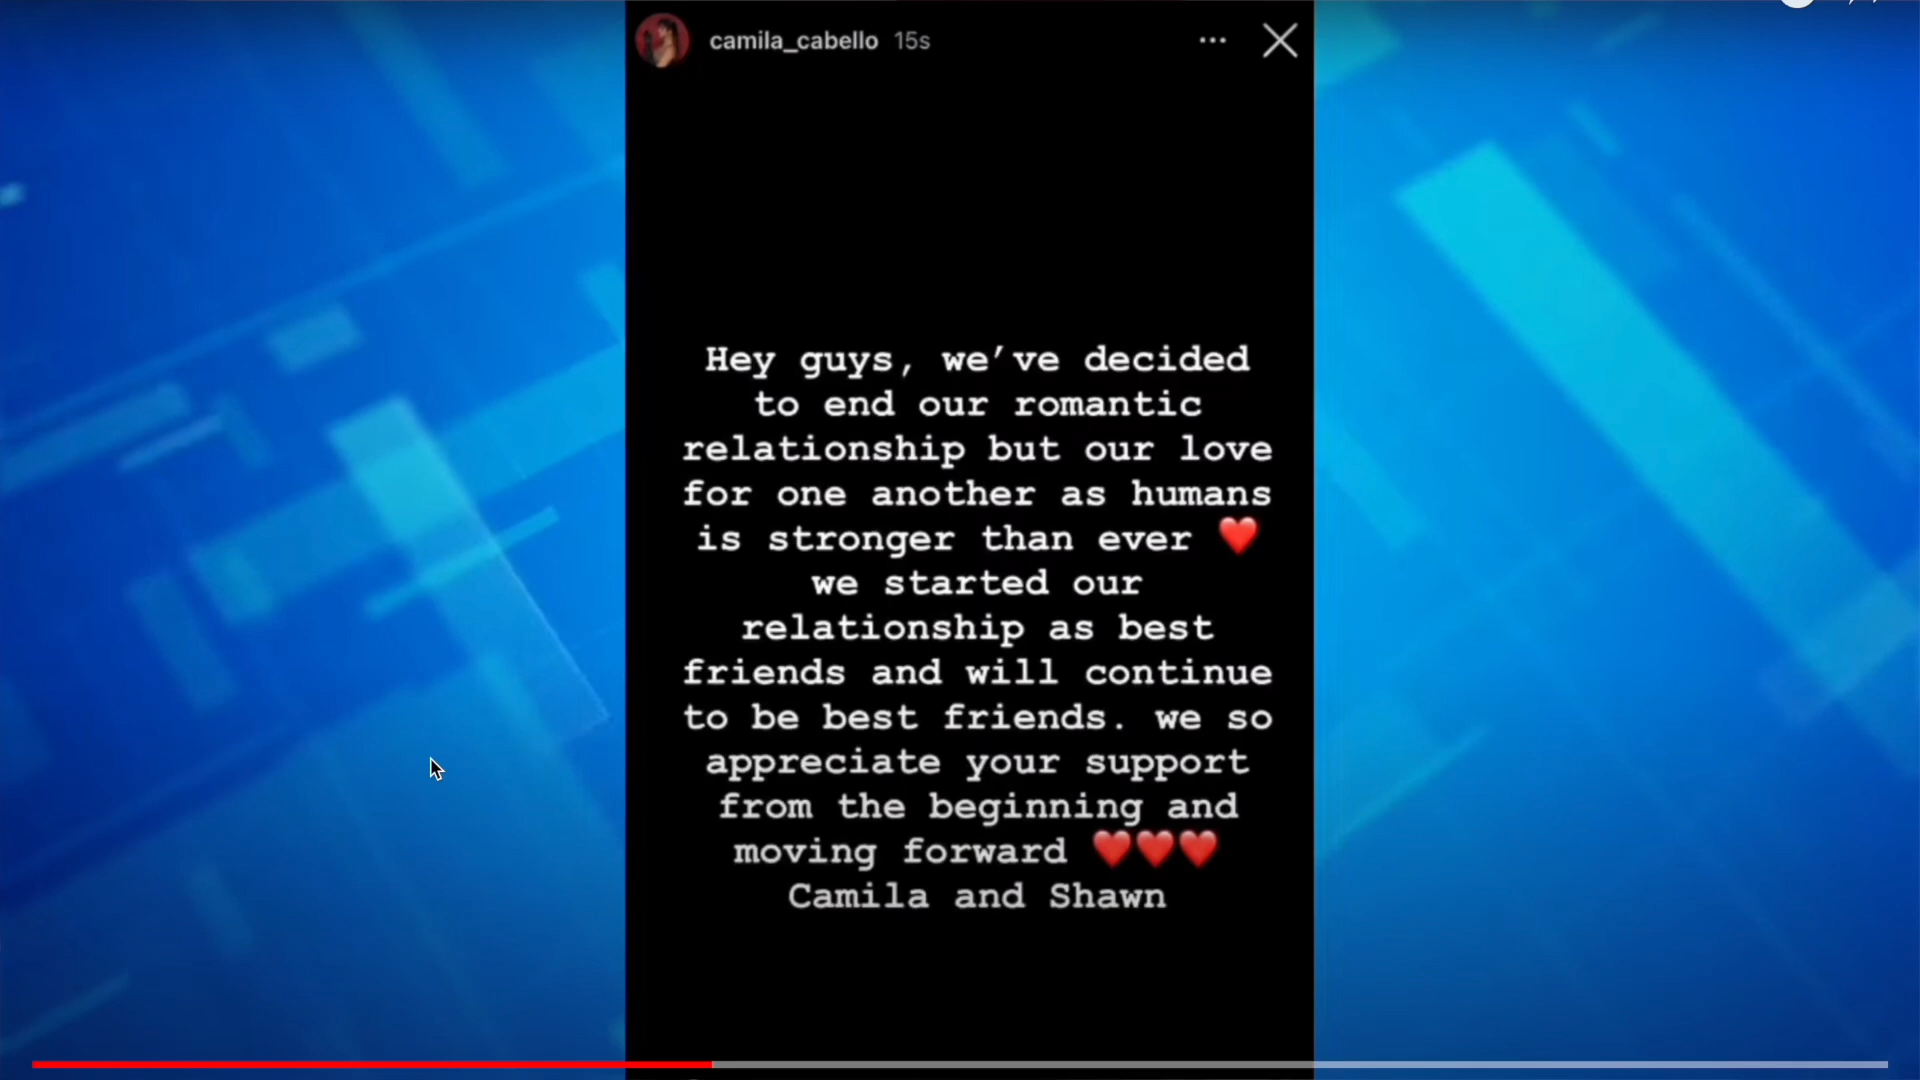 camila_cabello 15s
Hey guys, we’ve decided
to end our romantic
relationship but our love
for one another as humans
is stronger than ever ❤️
we started our
relationship as best
friends and will continue
to be best friends. we so
appreciate your support
from the beginning and
moving forward ❤️❤️❤️
Camila and Shawn